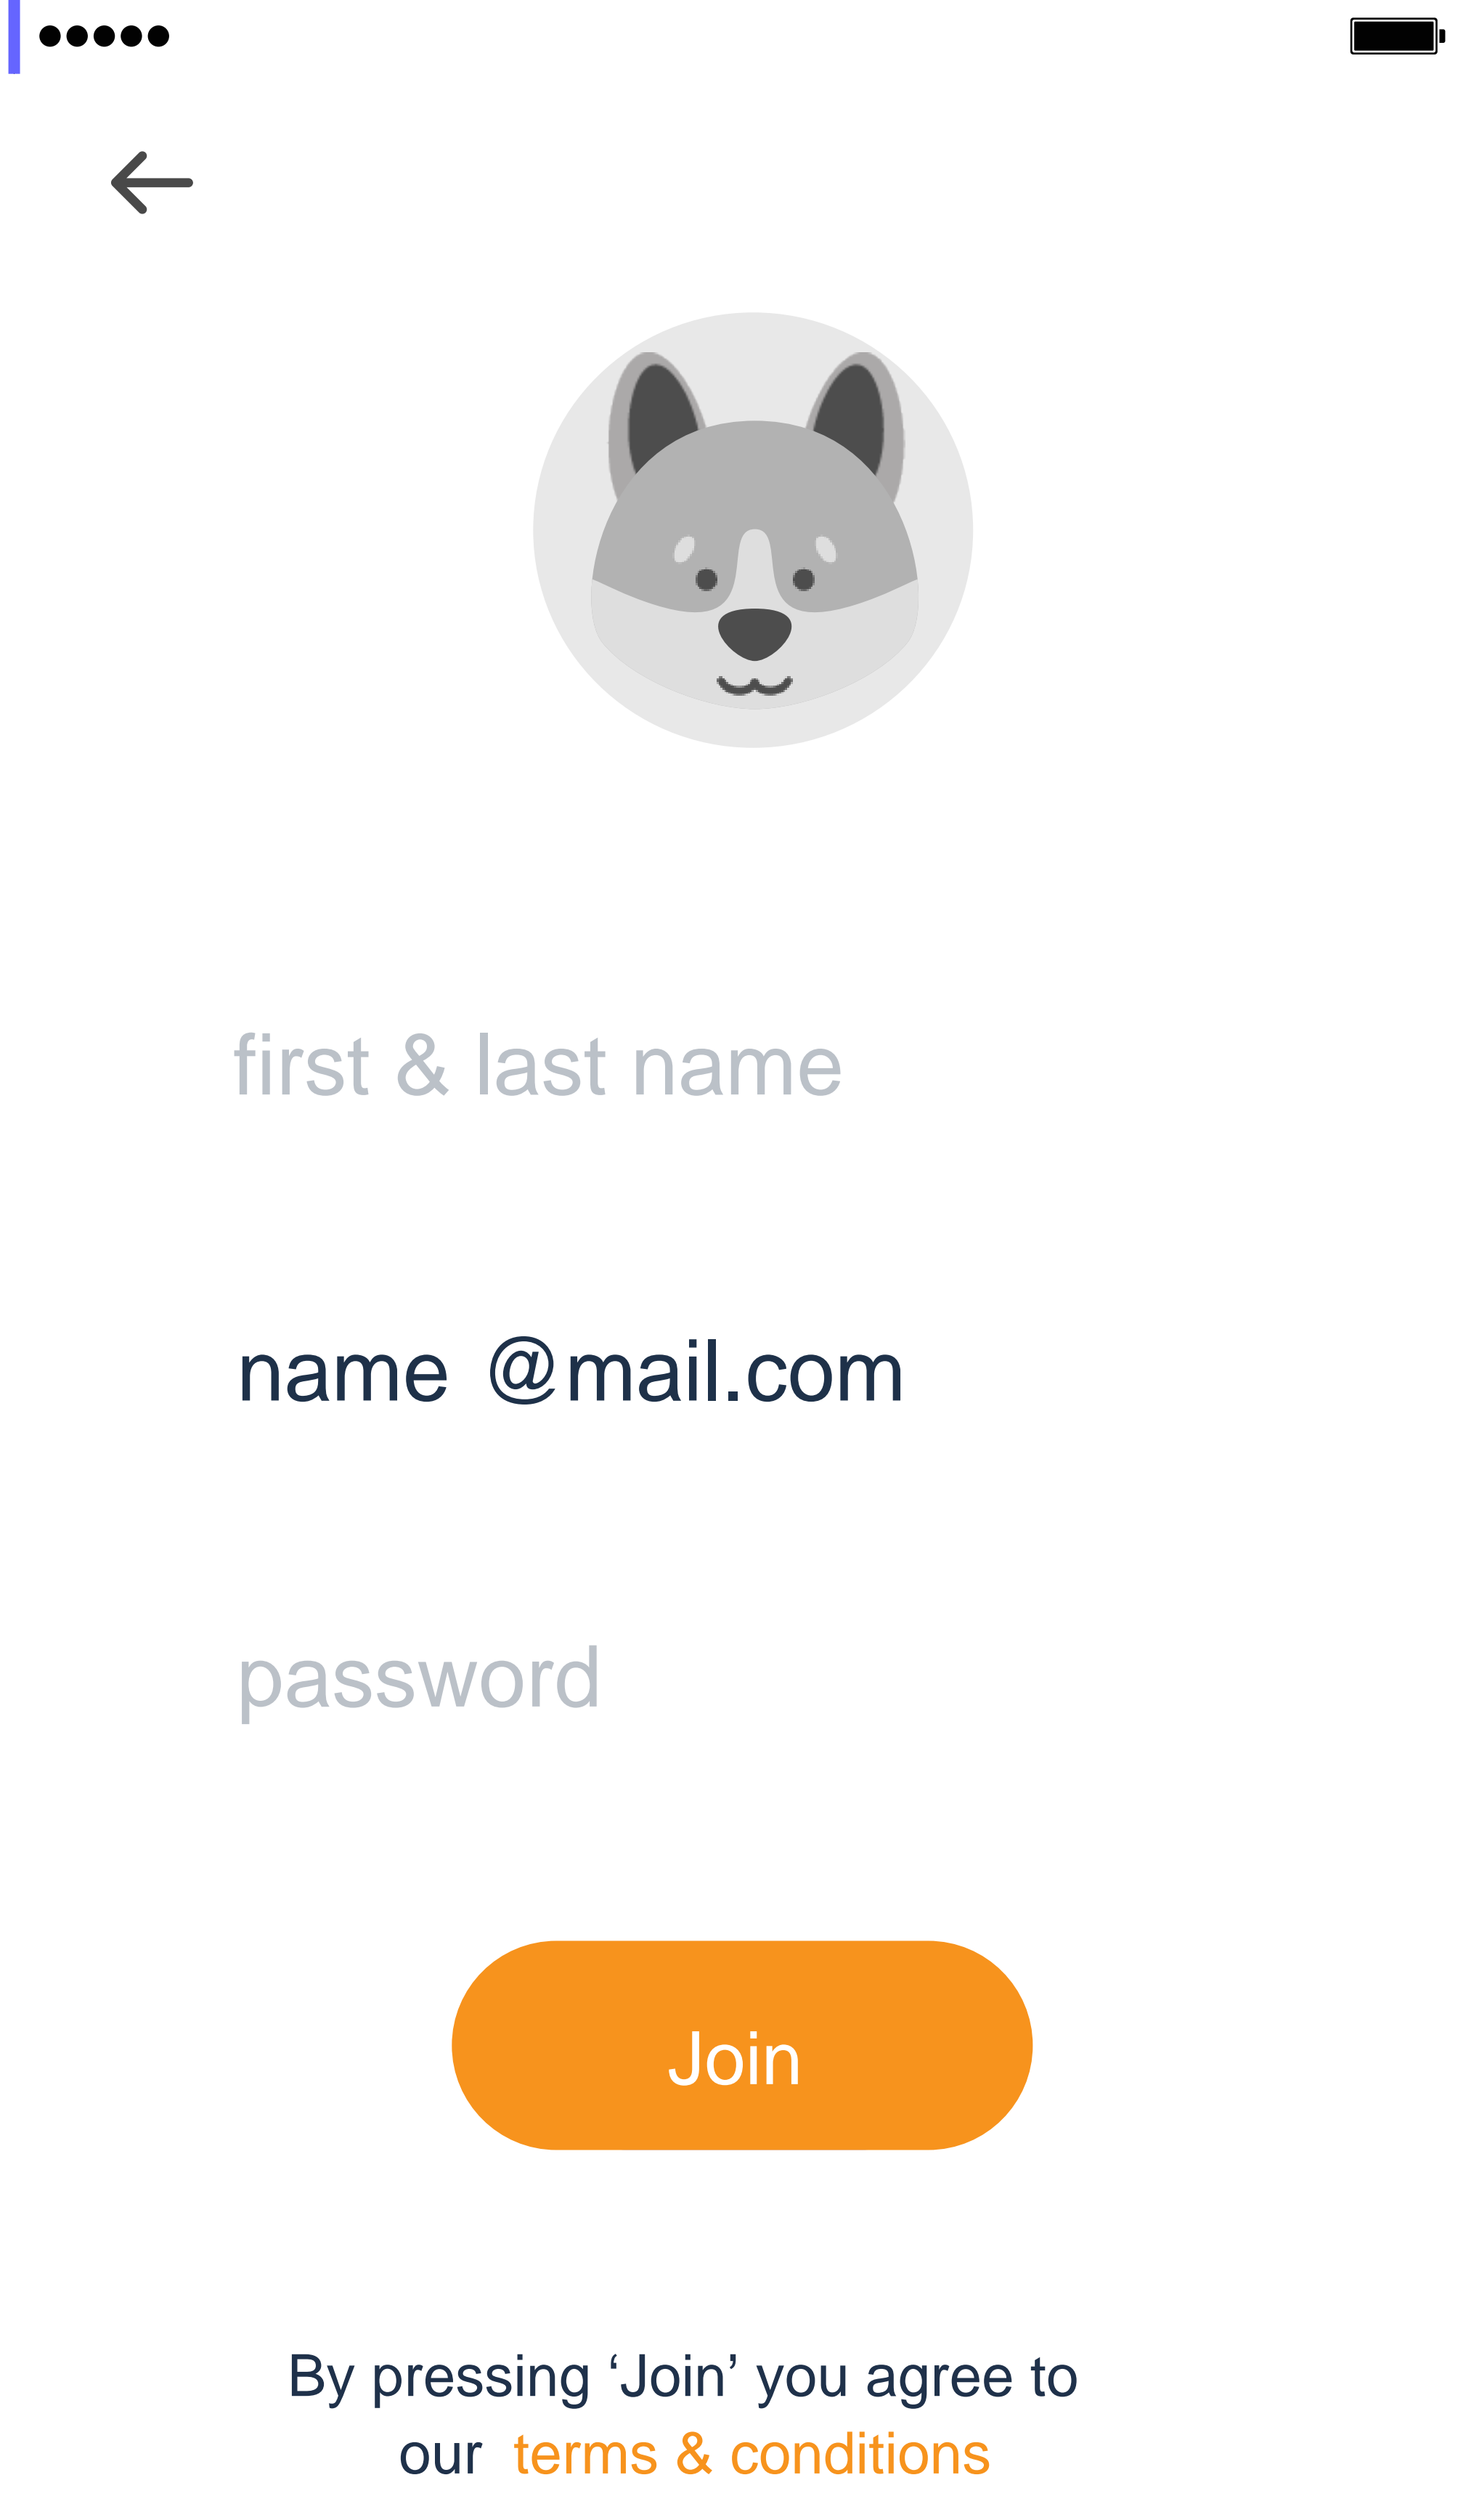 first & last name
name @mail.com
password
Join
By pressing ‘Join’ you agree to
our terms & conditions